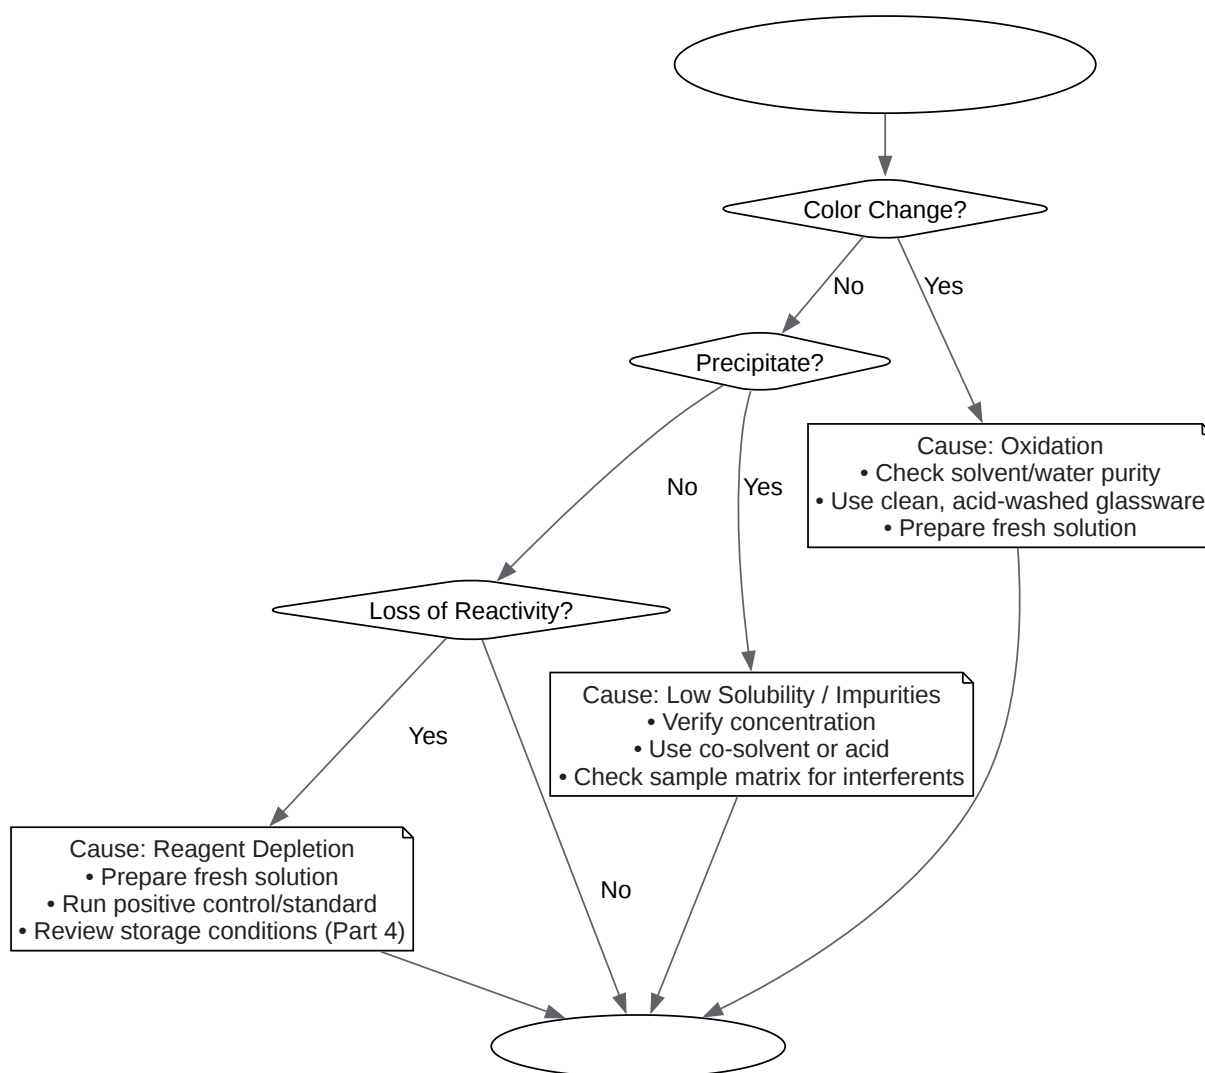 Color Change?
No
Yes
Precipitate?
Cause: Oxidation
• Check solvent/water purity
• Use clean, acid-washed glassware
• Prepare fresh solution
No
Yes
Loss of Reactivity?
Cause: Low Solubility / Impurities
• Verify concentration
• Use co-solvent or acid
• Check sample matrix for interferents
Yes
Cause: Reagent Depletion
• Prepare fresh solution
• Run positive control/standard
• Review storage conditions (Part 4)
No